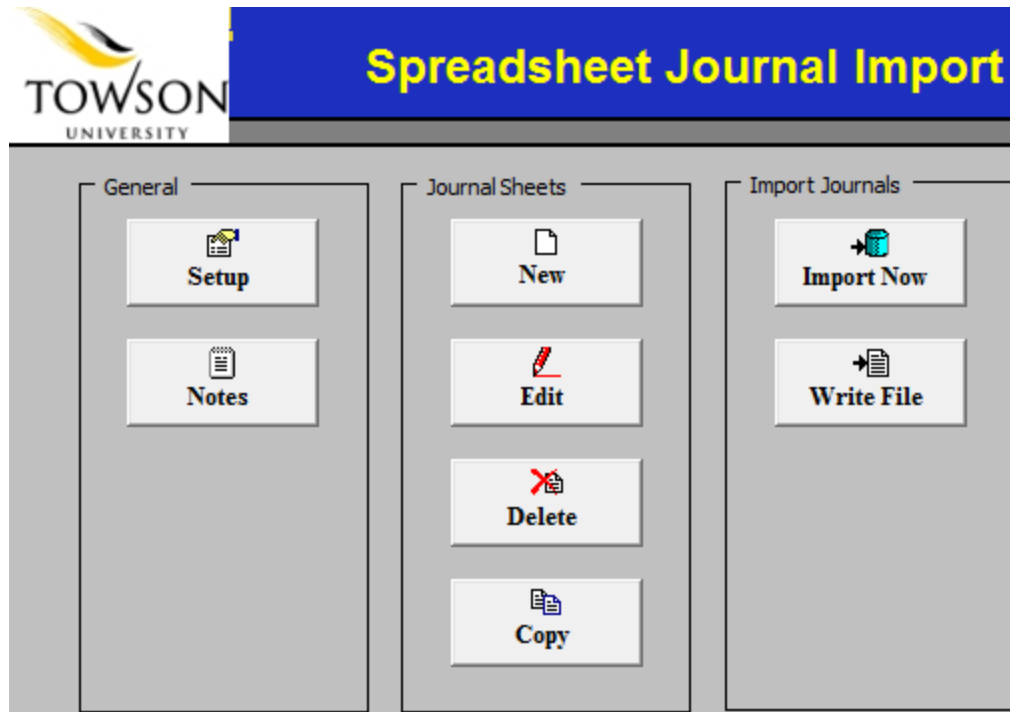 TOWSON
UNIVERSITY
Spreadsheet Journal Import
General
Setup
Notes
Journal Sheets
New
Edit
Delete
Copy
Import Journals
Import Now
Write File